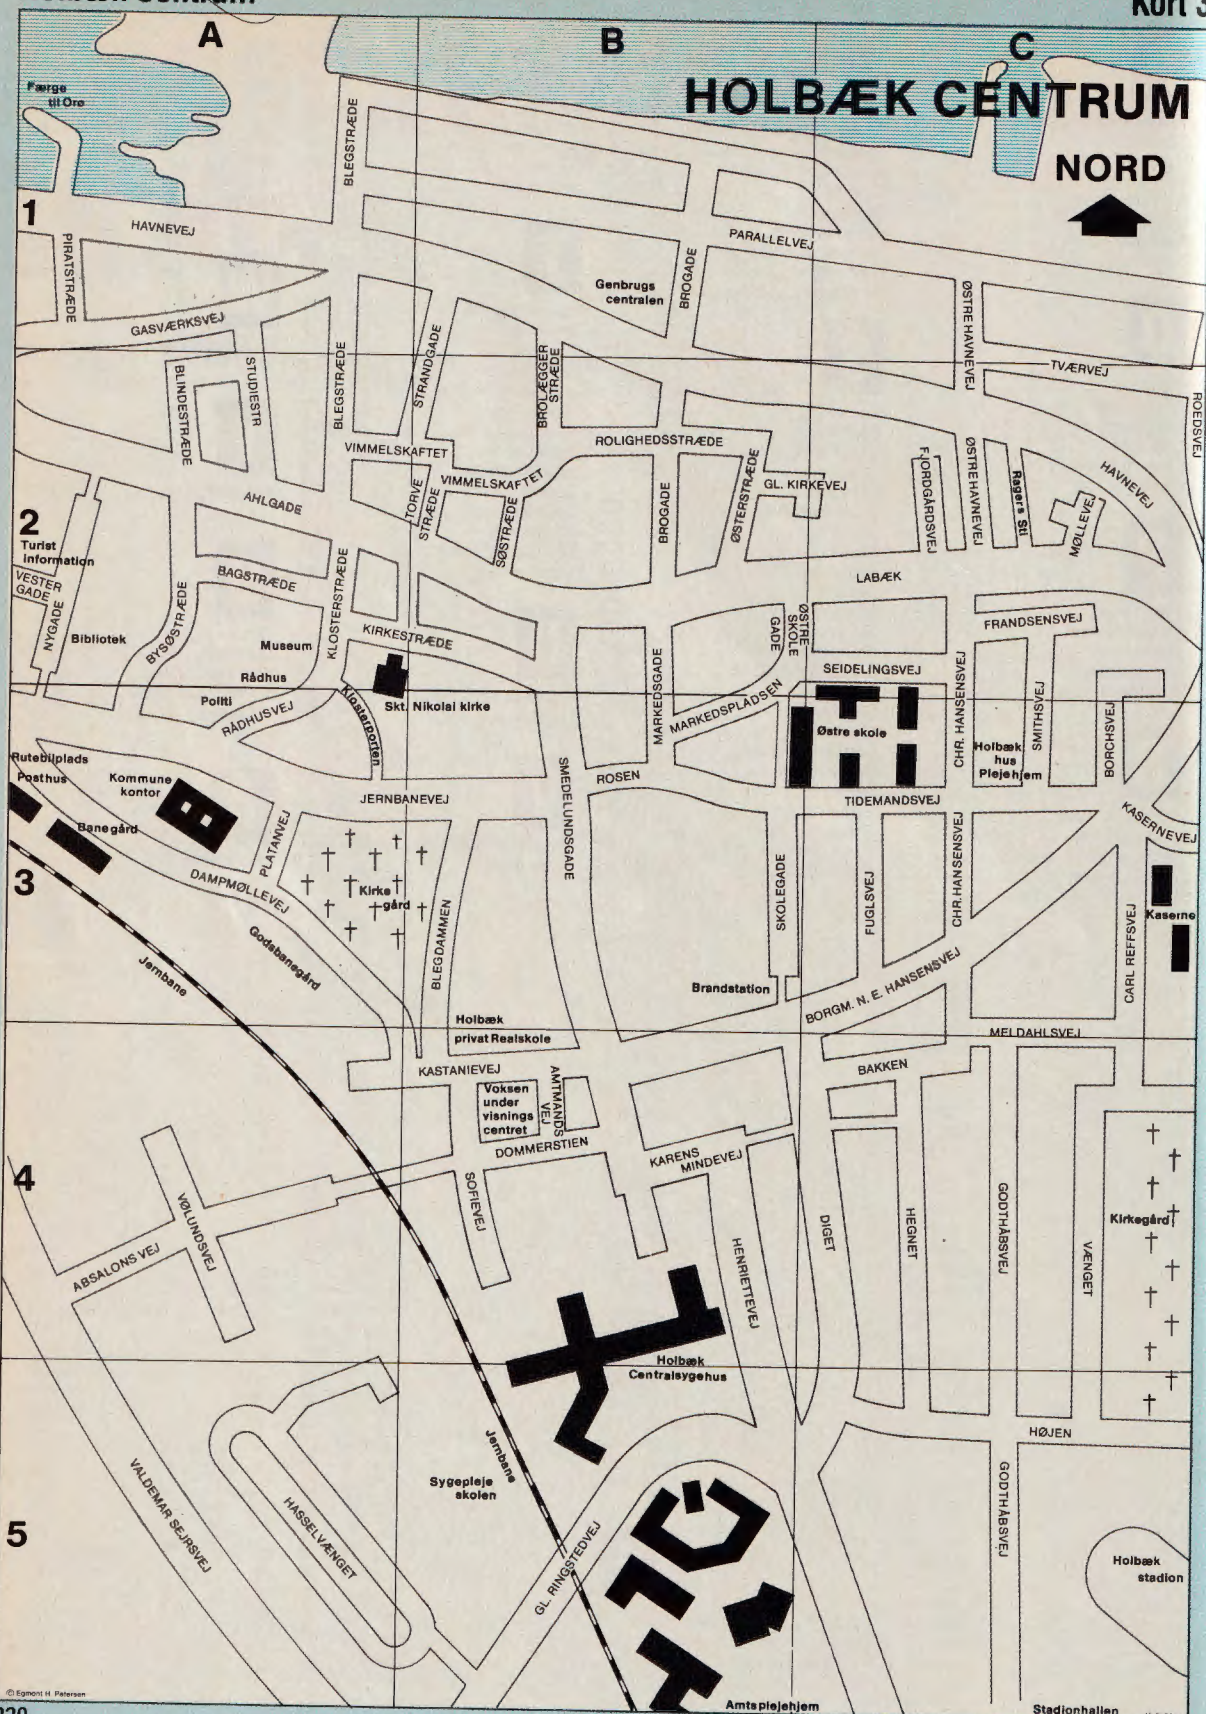 Centrum
Kort 3
A
B
C
HOLBÆK CENTRUM
NORD
Færge
til Orø
1
BLEGSTRÆDE
HAVNEVEJ
PIRATSTRÆDE
PARALLELVEJ
BROGADE
Genbrugs
centralen
ØSTRE HAVNEVEJ
GASVÆRKSVEJ
BLINDESTRÆDE
STUDIESTR
BLEGSTRÆDE
STRANDGADE
BROLÆGGER
STRÆDE
TVÆRVEJ
ROEDSVEJ
VIMMELSKAFTET
VIMMELSKAFTET
ROLIGHEDSSTRÆDE
GL. KIRKEVEJ
FJORDGÅRDSVEJ
ØSTREHAVNEVEJ
Ragers Sti
MØLLEVEJ
HAVNEVEJ
AHLGADE
TORVE
STRÆDE
SØSTRÆDE
BROGADE
ØSTERSTRÆDE
2
Turist
information
VESTER
GADE
NYGADE
Bibliotek
BYSØSTRÆDE
BAGSTRÆDE
KLOSTERSTRÆDE
KIRKESTRÆDE
LABÆK
ØSTRE
SKOLE
GADE
FRANDSENSVEJ
Museum
Rådhus
Politi
RÅDHUSVEJ
Klosterporten
Skt. Nikolai kirke
MARKEDSGADE
MARKEDSPLADSEN
SEIDELINGSVEJ
Østre skole
CHR. HANSENSVEJ
Holbæk
hus
Plejehjem
SMITHSVEJ
BORCHSVEJ
Rutebilplads
Posthus
Kommune
kontor
Banegård
PLATANVEJ
JERNBANEVEJ
SMEDELUNDSGADE
ROSEN
TIDEMANDSVEJ
KASERNEVEJ
3
DAMPMØLLEVEJ
Kirke
gård
Godsbanegård
Jernbane
BLEGDAMMEN
SKOLEGADE
FUGLSVEJ
CHR. HANSENSVEJ
CARL REFFSVEJ
Kaserne
Brandstation
BORGM. N. E. HANSENSVEJ
MELDAHLSVEJ
Holbæk
privat Realskole
KASTANIEVEJ
Voksen
under
visnings
centret
AMTMANDS
VEJ
DOMMERSTIEN
KARENS
MINDEVEJ
BAKKEN
4
VØLUNDSVEJ
ABSALONSVEJ
SOFIEVEJ
HENRIETTEVEJ
DIGET
HEGNET
GODTHÅBSVEJ
VÆNGET
Kirkegård
Holbæk
Centralsygehus
HØJEN
Jernbane
Sygepleje
skolen
GODTHÅBSVEJ
5
VALDEMAR SEJRSVEJ
HASSELVÆNGET
GL. RINGSTEDVEJ
Holbæk
stadion
© Egmont H. Petersen
Amtsplejehjem
Stadionhallen